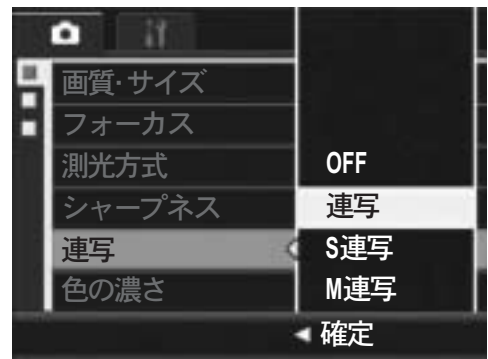 画質・サイズ
フォーカス
測光方式
シャープネス
連写
色の濃さ
OFF
連写
S連写
M連写
確定